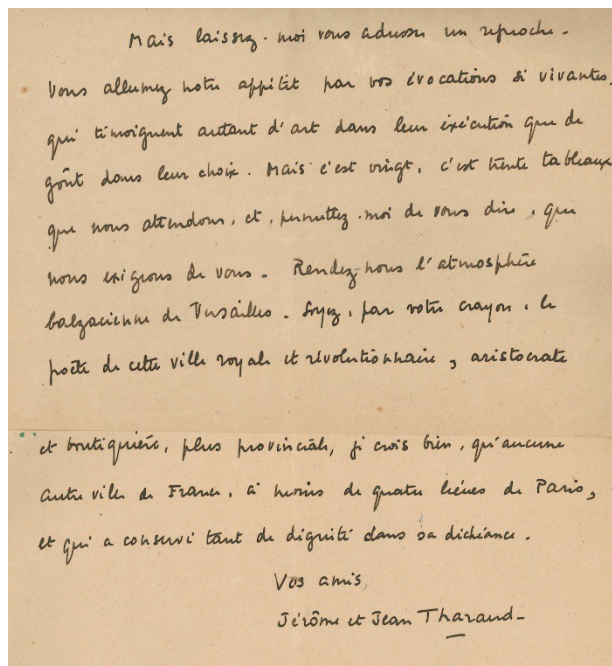 Mais laissez-moi vous adresser un reproche.
Vous allumez notre appétit par vos évocations si vivantes,
qui témoignent autant d'art dans leur exécution que de
goût dans leur choix. Mais c'est vingt, c'est trente tableaux
que nous attendons, et, permettez-moi de vous dire, que
nous exigeons de vous. Rendez-nous l'atmosphère
balzacienne de Versailles. Soyez, par votre crayon, le
poète de cette ville royale et révolutionnaire, aristocrate
et boutiquière, plus provinciale, je crois bien, qu'aucune
autre ville de France, à moins de quatre lieues de Paris,
et qui a conservé tant de dignité dans sa déchéance.
Vos amis,
Jérôme et Jean Tharaud